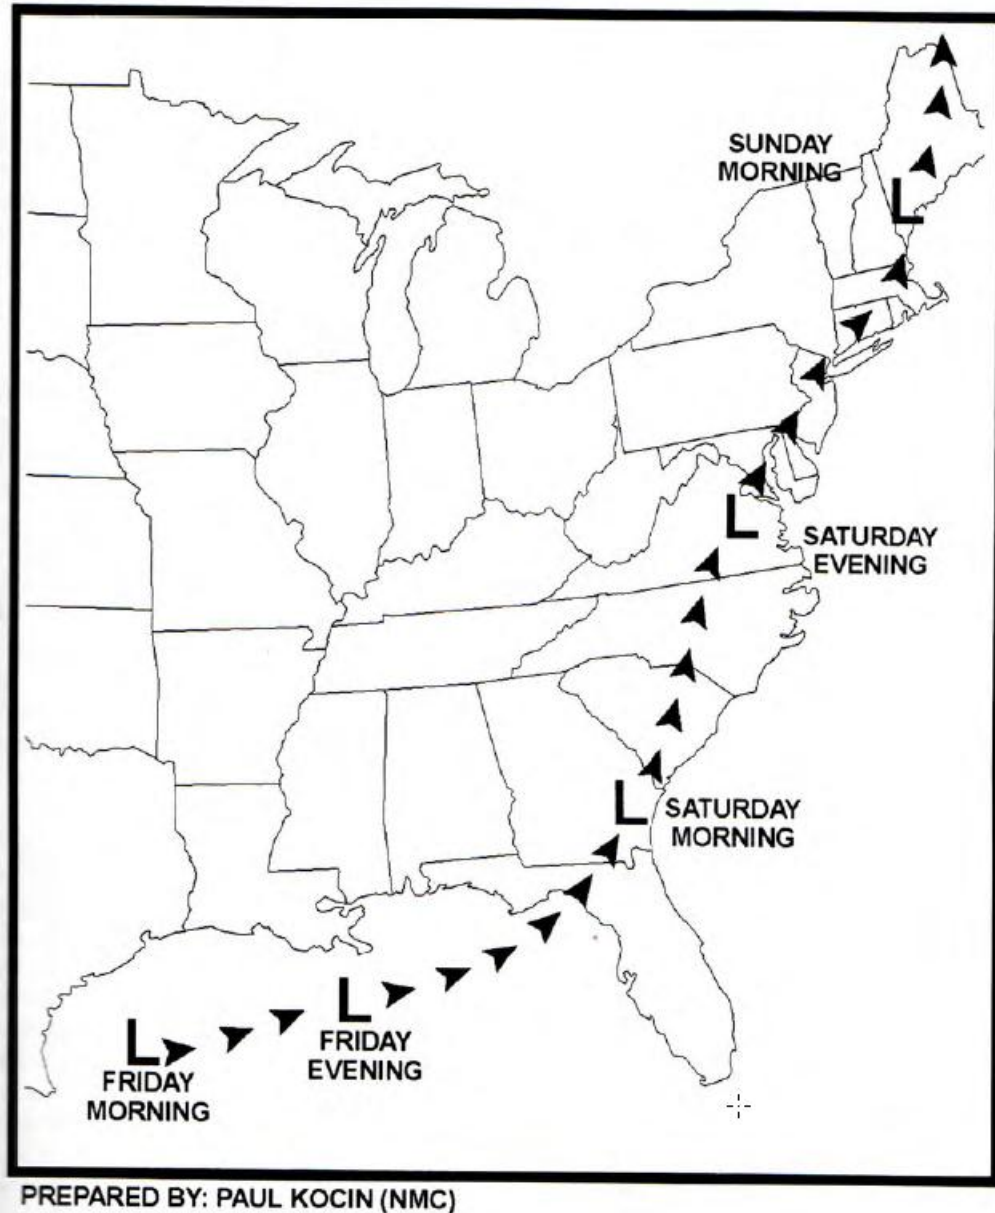 SUNDAY
MORNING
L
L
SATURDAY
EVENING
L
SATURDAY
MORNING
L
FRIDAY
EVENING
L
FRIDAY
MORNING
PREPARED BY: PAUL KOCIN (NMC)